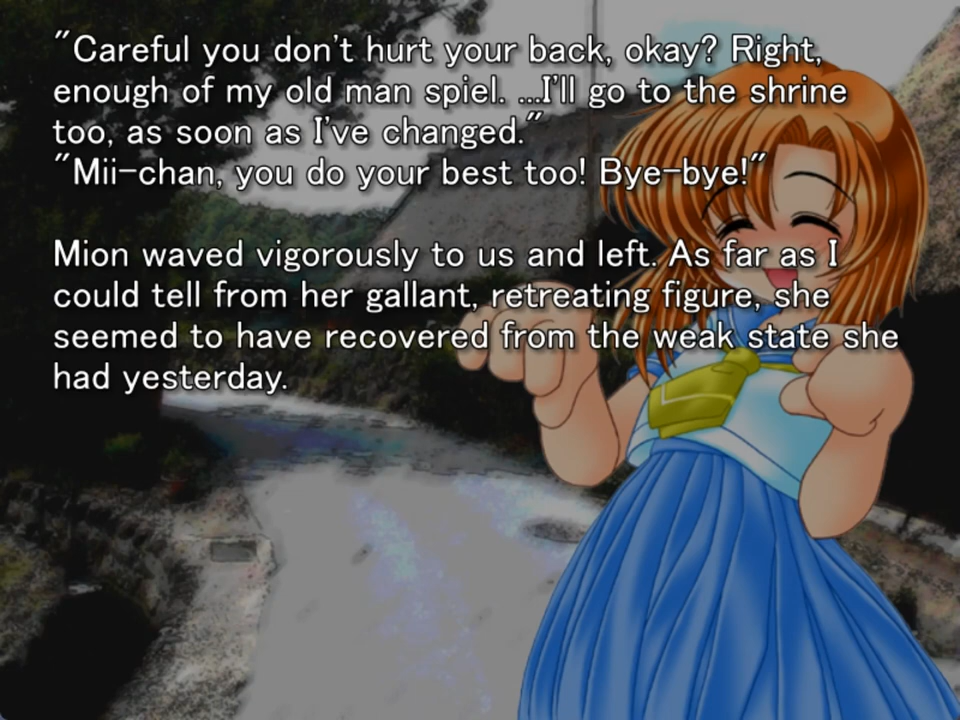 "Careful you don't hurt your back, okay? Right,
enough of my old man spiel. ...I'll go to the shrine
too, as soon as I've changed."
"Mii-chan, you do your best too! Bye-bye!"
Mion waved vigorously to us and left. As far as I
could tell from her gallant, retreating figure, she
seemed to have recovered from the weak state she
had yesterday.